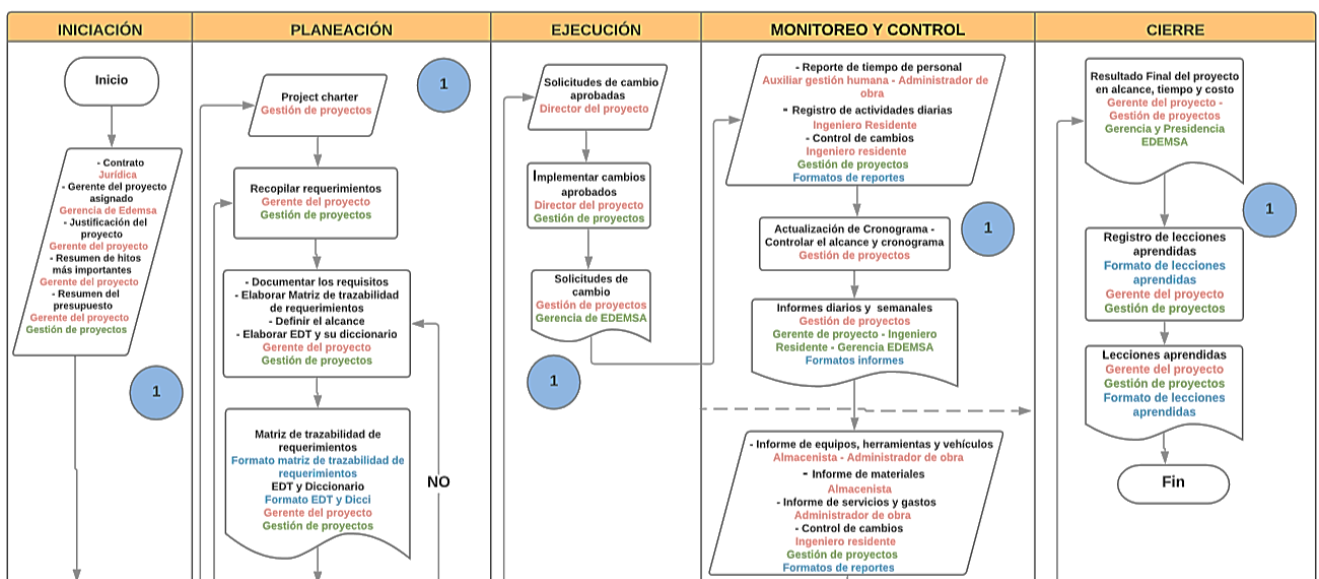 INICIACIÓN
Inicio
- Contrato
Jurídica
- Gerente del proyecto
asignado
Gerencia de Edemsa
- Justificación del
proyecto
Gerente del proyecto
- Resumen de hitos
más importantes
Gerente del proyecto
- Resumen del
presupuesto
Gerente del proyecto
Gestión de proyectos
1
PLANEACIÓN
1
Project charter
Gestión de proyectos
Recopilar requerimientos
Gerente del proyecto
Gestión de proyectos
- Documentar los requisitos
- Elaborar Matriz de trazabilidad
de requerimientos
- Definir el alcance
- Elaborar EDT y su diccionario
Gerente del proyecto
Gestión de proyectos
Matriz de trazabilidad de
requerimientos
Formato matriz de trazabilidad de
requerimientos
EDT y Diccionario
Formato EDT y Dicci
Gerente del proyecto
Gestión de proyectos
NO
EJECUCIÓN
Solicitudes de cambio
aprobadas
Director del proyecto
Implementar cambios
aprobados
Director del proyecto
Gestión de proyectos
Solicitudes de
cambio
Gestión de proyectos
Gerencia de EDEMSA
1
MONITOREO Y CONTROL
- Reporte de tiempo de personal
Auxiliar gestión humana - Administrador de
obra
- Registro de actividades diarias
Ingeniero Residente
- Control de cambios
Ingeniero residente
Gestión de proyectos
Formatos de reportes
1
Actualización de Cronograma -
Controlar el alcance y cronograma
Gestión de proyectos
Informes diarios y semanales
Gestión de proyectos
Gerente de proyecto - Ingeniero
Residente - Gerencia EDEMSA
Formatos informes
- Informe de equipos, herramientas y vehículos
Almacenista - Administrador de obra
- Informe de materiales
Almacenista
- Informe de servicios y gastos
Administrador de obra
- Control de cambios
Ingeniero residente
Gestión de proyectos
Formatos de reportes
CIERRE
Resultado Final del proyecto
en alcance, tiempo y costo
Gerente del proyecto -
Gestión de proyectos
Gerencia y Presidencia
EDEMSA
1
Registro de lecciones
aprendidas
Formato de lecciones
aprendidas
Gerente del proyecto
Gestión de proyectos
Lecciones aprendidas
Gerente del proyecto
Gestión de proyectos
Formato de lecciones
aprendidas
Fin